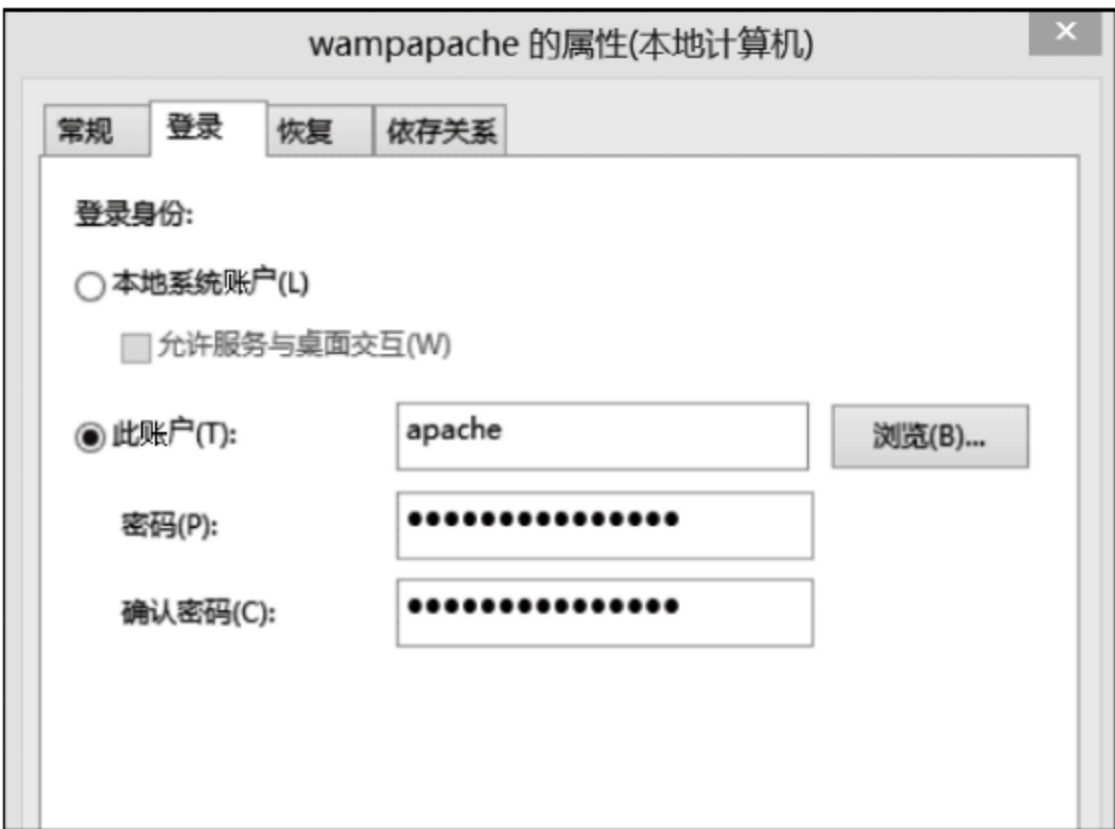 wampapache 的属性(本地计算机)
常规 登录 恢复 依存关系
登录身份:
本地系统账户(L)
允许服务与桌面交互(W)
此账户(T): apache 浏览(B)...
密码(P): ●●●●●●●●●●●●●●●
确认密码(C): ●●●●●●●●●●●●●●●